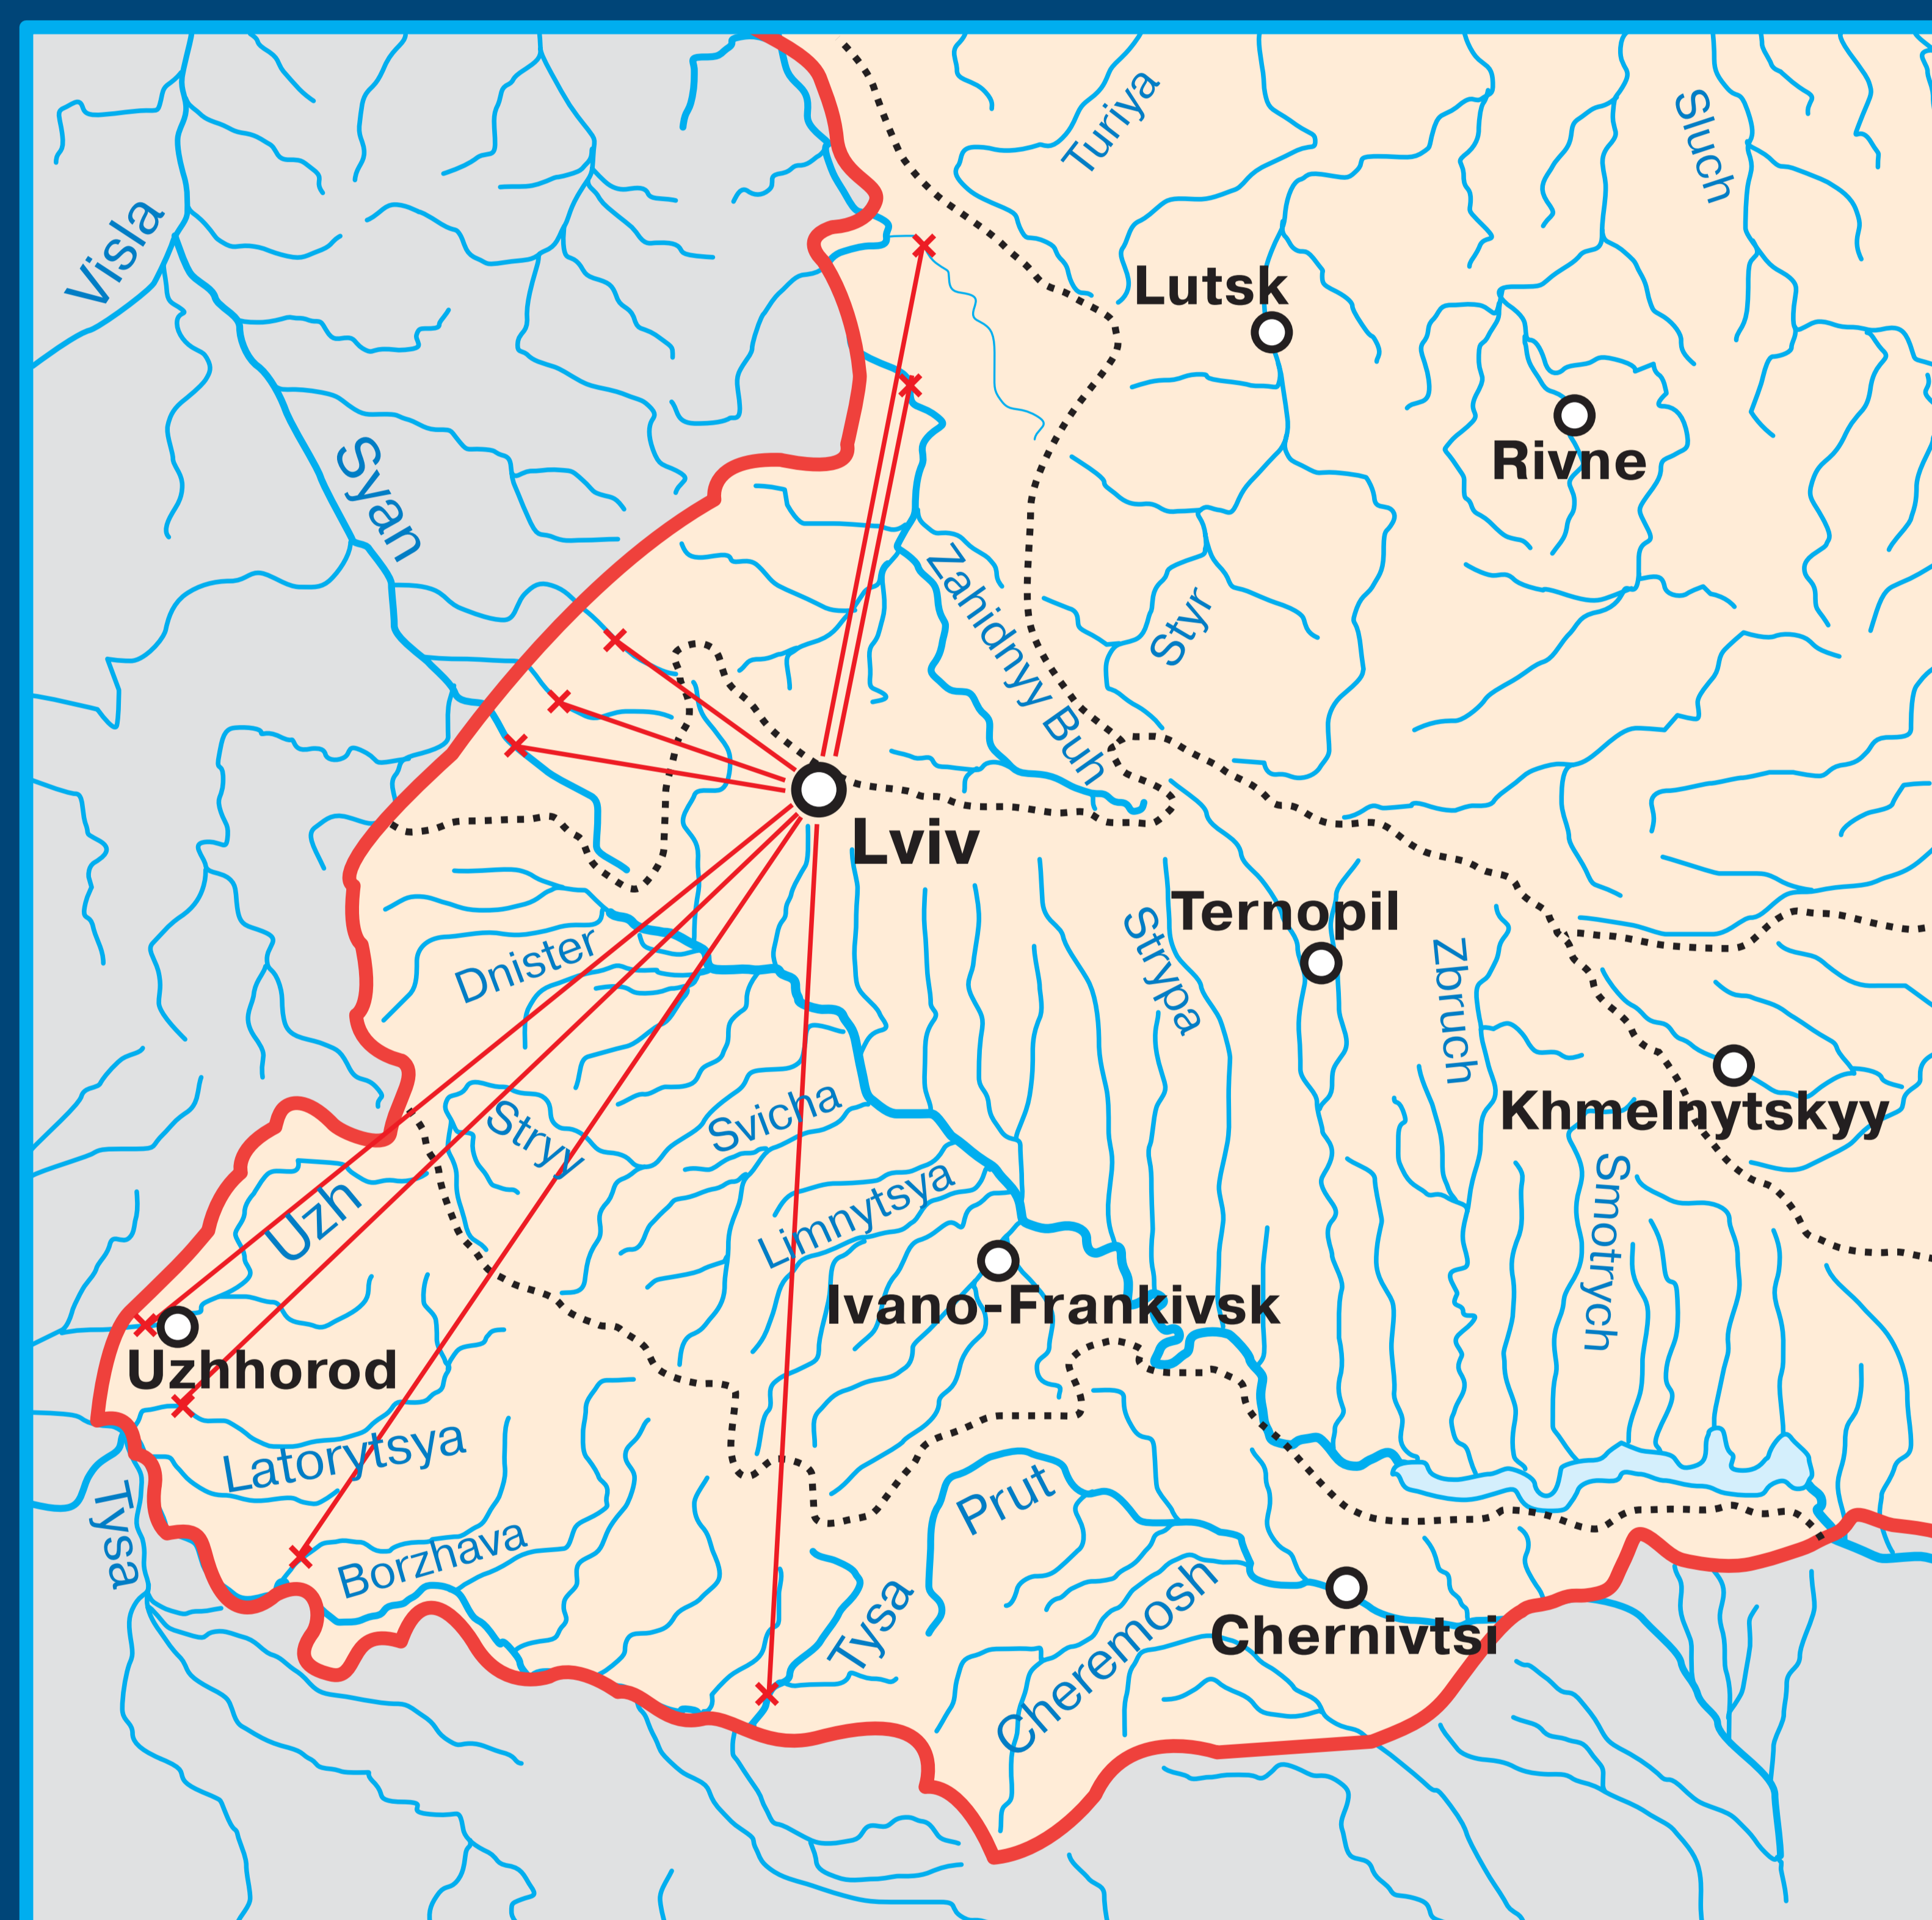 Turiya
Sluch
Visla
Lutsk
Syan
Rivne
Zahidnyy Buh
Styr
Lviv
Ternopil
Dnister
Strypa
Zbruch
Khmelnytskyy
Stryy
Svicha
Uzh
Limnytsya
Smotrych
Ivano-Frankivsk
Uzhhorod
Latorytsya
Tysa
Prut
Borzhava
Tysa
Cheremosh
Chernivtsi